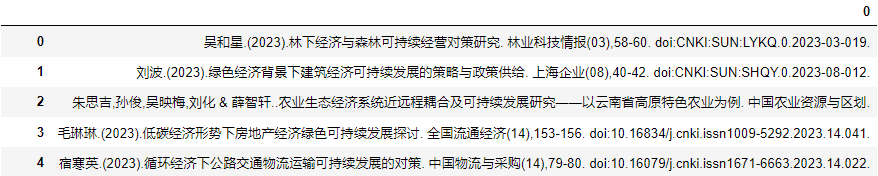 0
0 吴和星.(2023).林下经济与森林可持续经营对策研究. 林业科技情报(03),58-60. doi:CNKI:SUN:LYKQ.0.2023-03-019.
1 刘波.(2023).绿色经济背景下建筑经济可持续发展的策略与政策供给. 上海企业(08),40-42. doi:CNKI:SUN:SHQY.0.2023-08-012.
2 朱思吉,孙俊,吴映梅,刘化 & 薛智轩..农业生态经济系统近远程耦合及可持续发展研究——以云南省高原特色农业为例. 中国农业资源与区划.
3 毛琳琳.(2023).低碳经济形势下房地产经济绿色可持续发展探讨. 全国流通经济(14),153-156. doi:10.16834/j.cnki.issn1009-5292.2023.14.041.
4 宿寒英.(2023).循环经济下公路交通物流运输可持续发展的对策. 中国物流与采购(14),79-80. doi:10.16079/j.cnki.issn1671-6663.2023.14.022.